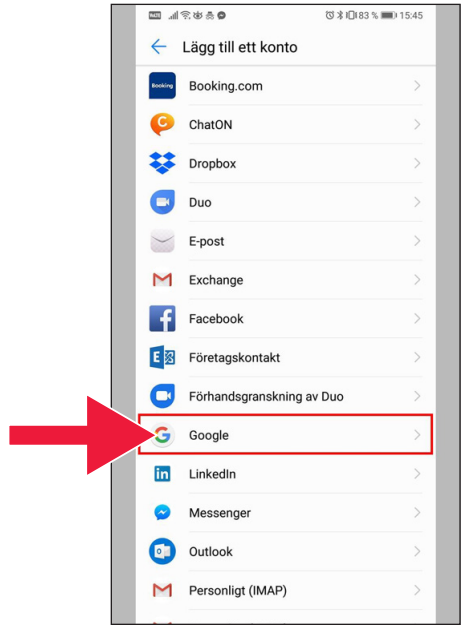 83 % 15:45
Lägg till ett konto
Booking.com
ChatON
Dropbox
Duo
E-post
Exchange
Facebook
Företagskontakt
Förhandsgranskning av Duo
Google
LinkedIn
Messenger
Outlook
Personligt (IMAP)